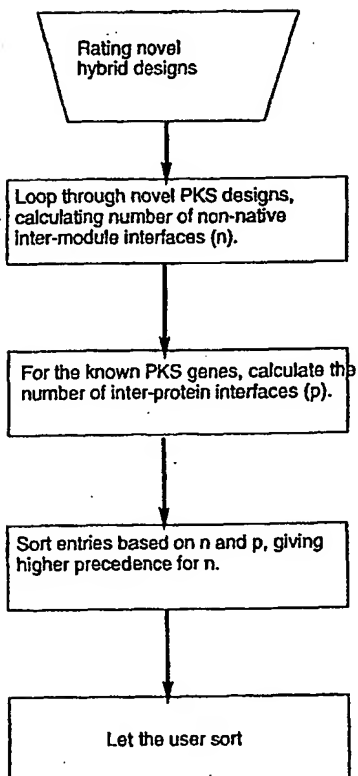 Rating novel
hybrid designs
Loop through novel PKS designs,
calculating number of non-native
inter-module interfaces (n).
For the known PKS genes, calculate the
number of inter-protein interfaces (p).
Sort entries based on n and p, giving
higher precedence for n.
Let the user sort